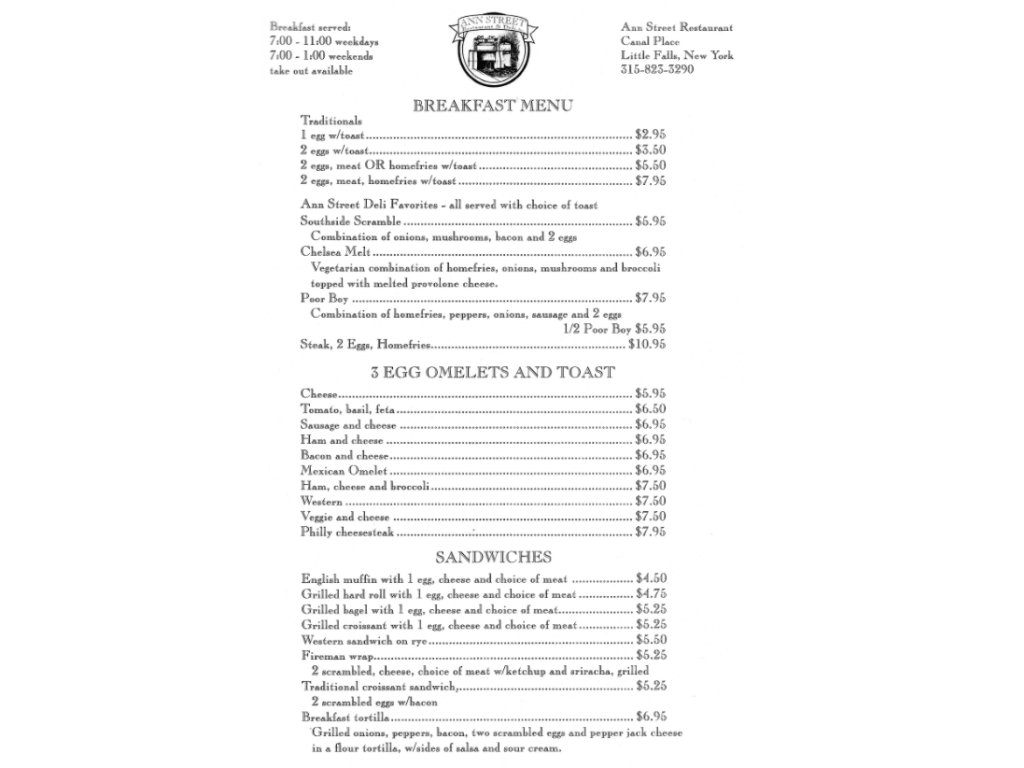 Breakfast served:
7:00 - 11:00 weekdays
7:00 - 1:00 weekends
take out available
ANN STREET
Restaurant & Deli
Ann Street Restaurant
Canal Place
Little Falls, New York
315-823-3290
BREAKFAST MENU
Traditionals
1 egg w/toast $2.95
2 eggs w/toast $3.50
2 eggs, meat OR homefries w/toast $5.50
2 eggs, meat, homefries w/toast $7.95
Ann Street Deli Favorites - all served with choice of toast
Southside Scramble $5.95
Combination of onions, mushrooms, bacon and 2 eggs
Chelsea Melt $6.95
Vegetarian combination of homefries, onions, mushrooms and broccoli
topped with melted provolone cheese.
Poor Boy $7.95
Combination of homefries, peppers, onions, sausage and 2 eggs
1/2 Poor Boy $5.95
Steak, 2 Eggs, Homefries $10.95
3 EGG OMELETS AND TOAST
Cheese $5.95
Tomato, basil, feta $6.50
Sausage and cheese $6.95
Ham and cheese $6.95
Bacon and cheese $6.95
Mexican Omelet $6.95
Ham, cheese and broccoli $7.50
Western $7.50
Veggie and cheese $7.50
Philly cheesesteak $7.95
SANDWICHES
English muffin with 1 egg, cheese and choice of meat $4.50
Grilled hard roll with 1 egg, cheese and choice of meat $4.75
Grilled bagel with 1 egg, cheese and choice of meat $5.25
Grilled croissant with 1 egg, cheese and choice of meat $5.25
Western sandwich on rye $5.50
Fireman wrap $5.25
2 scrambled, cheese, choice of meat w/ketchup and sriracha, grilled
Traditional croissant sandwich, $5.25
2 scrambled eggs w/bacon
Breakfast tortilla $6.95
Grilled onions, peppers, bacon, two scrambled eggs and pepper jack cheese
in a flour tortilla, w/sides of salsa and sour cream.